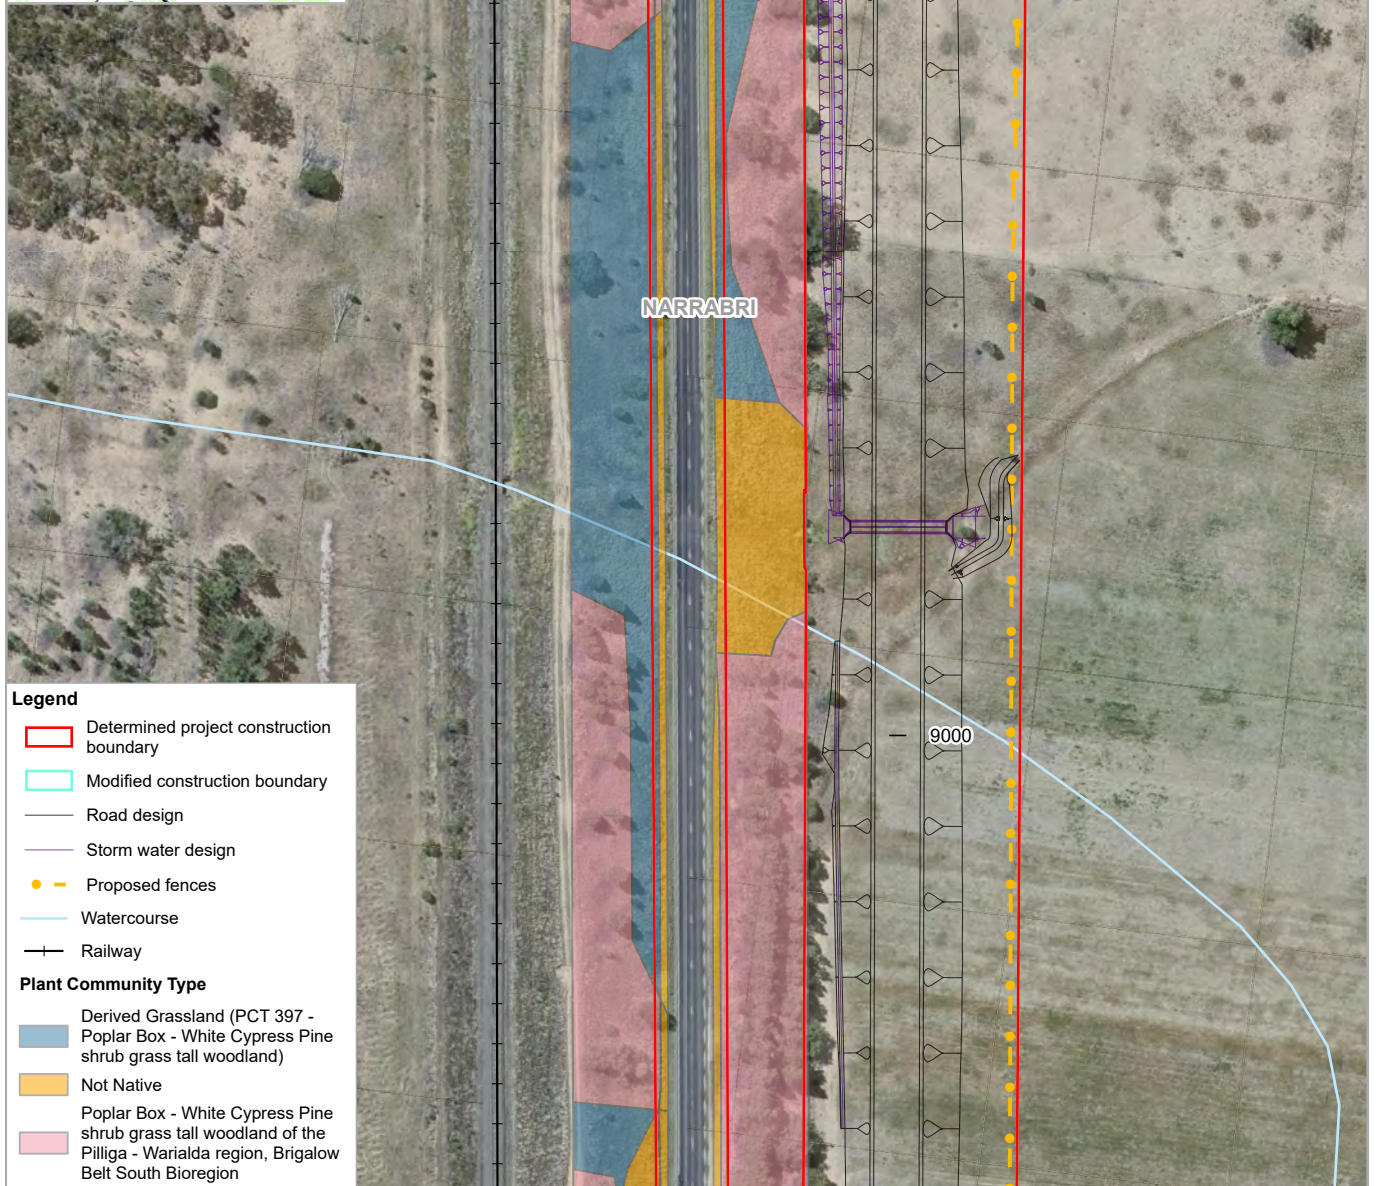 NARRABRI
9000
Legend
Determined project construction
boundary
Modified construction boundary
Road design
Storm water design
Proposed fences
Watercourse
Railway
Plant Community Type
Derived Grassland (PCT 397 -
Poplar Box - White Cypress Pine
shrub grass tall woodland)
Not Native
Poplar Box - White Cypress Pine
shrub grass tall woodland of the
Pilliga - Warialda region, Brigalow
Belt South Bioregion